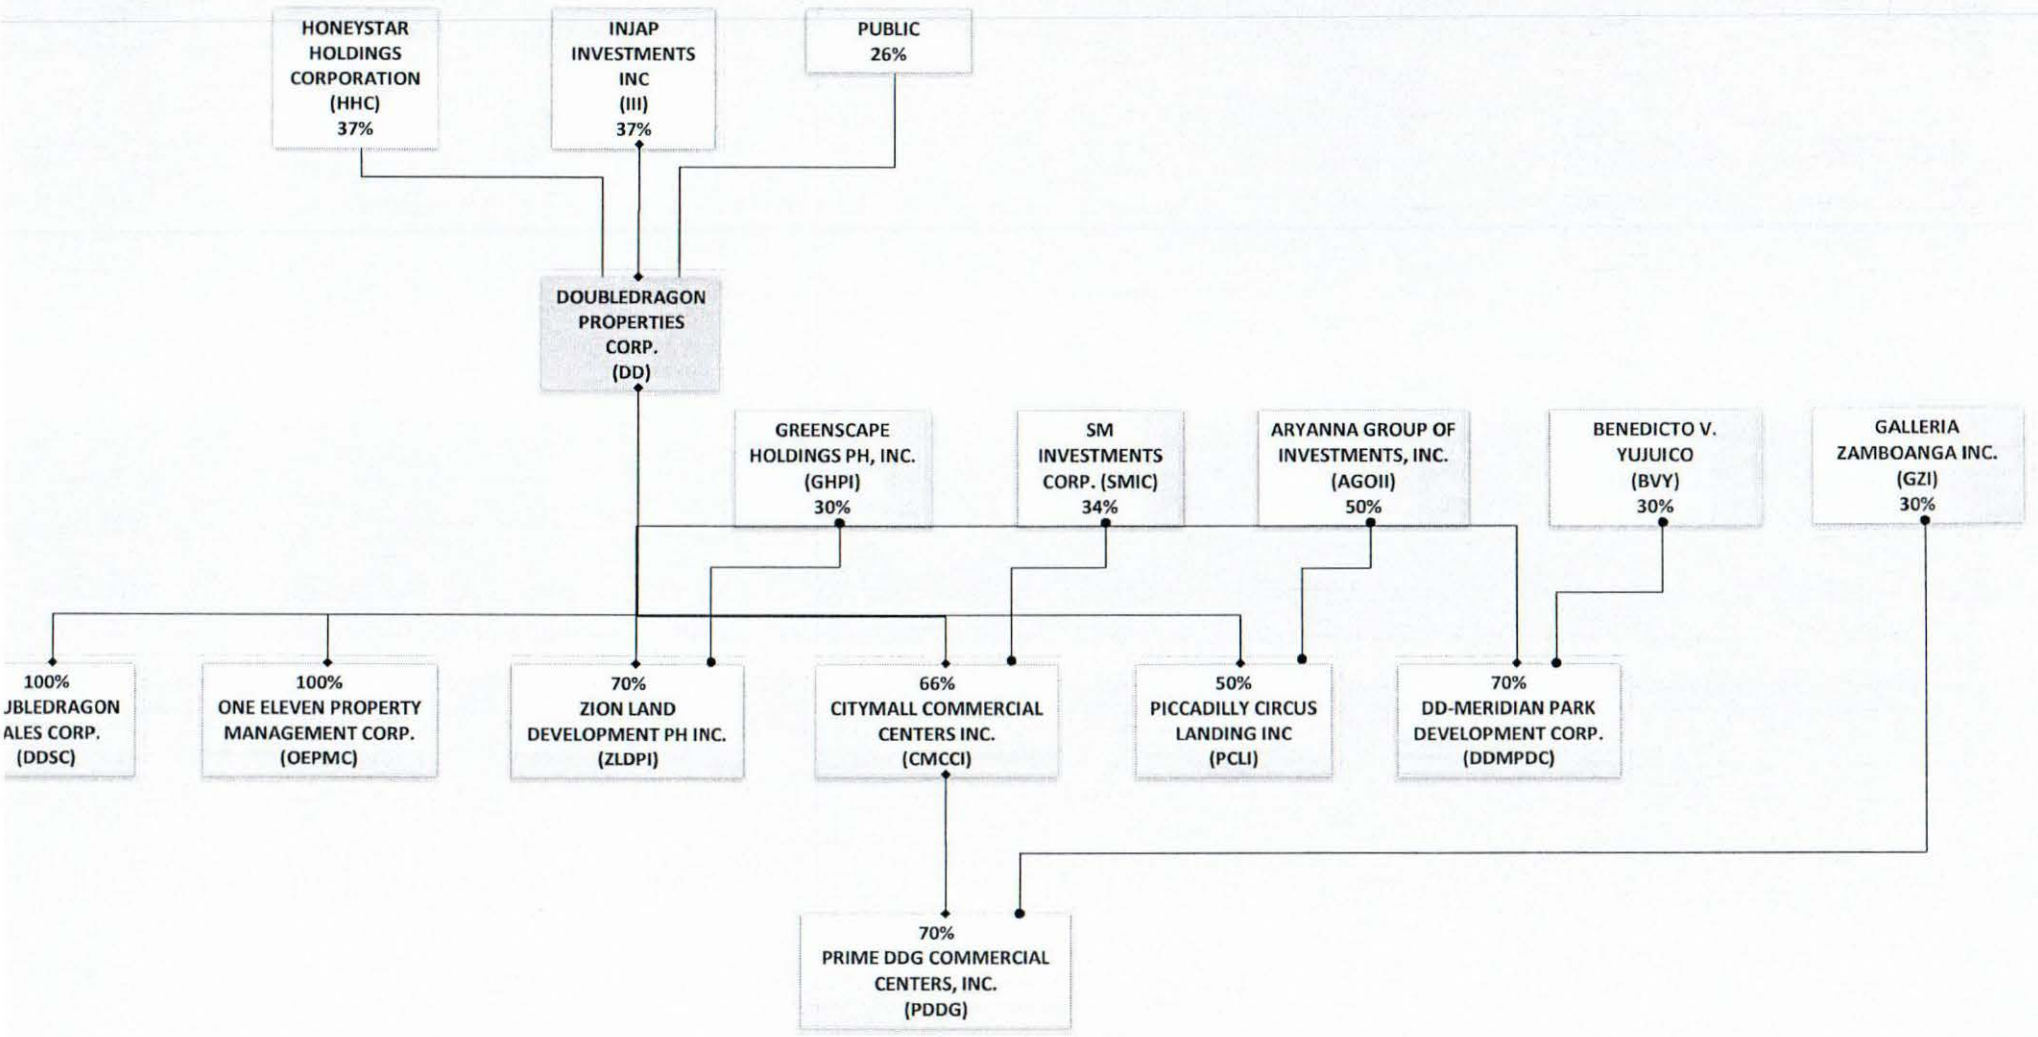 HONEYSTAR
HOLDINGS
CORPORATION
(HHC)
37%
INJAP
INVESTMENTS
INC
(III)
37%
PUBLIC
26%
DOUBLEDRAGON
PROPERTIES
CORP.
(DD)
GREENSCAPE
HOLDINGS PH, INC.
(GHPI)
30%
SM
INVESTMENTS
CORP. (SMIC)
34%
ARYANNA GROUP OF
INVESTMENTS, INC.
(AGOII)
50%
BENEDICTO V.
YUJUICO
(BVY)
30%
GALLERIA
ZAMBOANGA INC.
(GZI)
30%
100%
UBLEDRAGON
ALES CORP.
(DDSC)
100%
ONE ELEVEN PROPERTY
MANAGEMENT CORP.
(OEPMC)
70%
ZION LAND
DEVELOPMENT PH INC.
(ZLDPI)
66%
CITYMALL COMMERCIAL
CENTERS INC.
(CMCCI)
50%
PICCADILLY CIRCUS
LANDING INC
(PCLI)
70%
DD-MERIDIAN PARK
DEVELOPMENT CORP.
(DDMPDC)
70%
PRIME DDG COMMERCIAL
CENTERS, INC.
(PDDG)